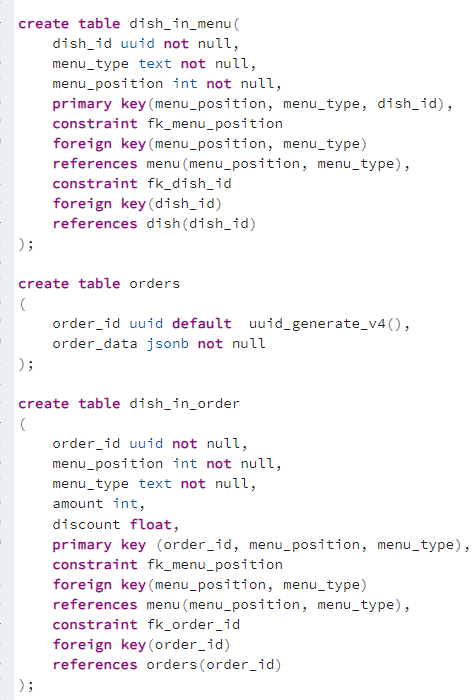 create table dish_in_menu(
    dish_id uuid not null,
    menu_type text not null,
    menu_position int not null,
    primary key(menu_position, menu_type, dish_id),
    constraint fk_menu_position
    foreign key(menu_position, menu_type)
    references menu(menu_position, menu_type),
    constraint fk_dish_id
    foreign key(dish_id)
    references dish(dish_id)
);

create table orders
(
    order_id uuid default  uuid_generate_v4(),
    order_data jsonb not null
);

create table dish_in_order
(
    order_id uuid not null,
    menu_position int not null,
    menu_type text not null,
    amount int,
    discount float,
    primary key (order_id, menu_position, menu_type),
    constraint fk_menu_position
    foreign key(menu_position, menu_type)
    references menu(menu_position, menu_type),
    constraint fk_order_id
    foreign key(order_id)
    references orders(order_id)
);